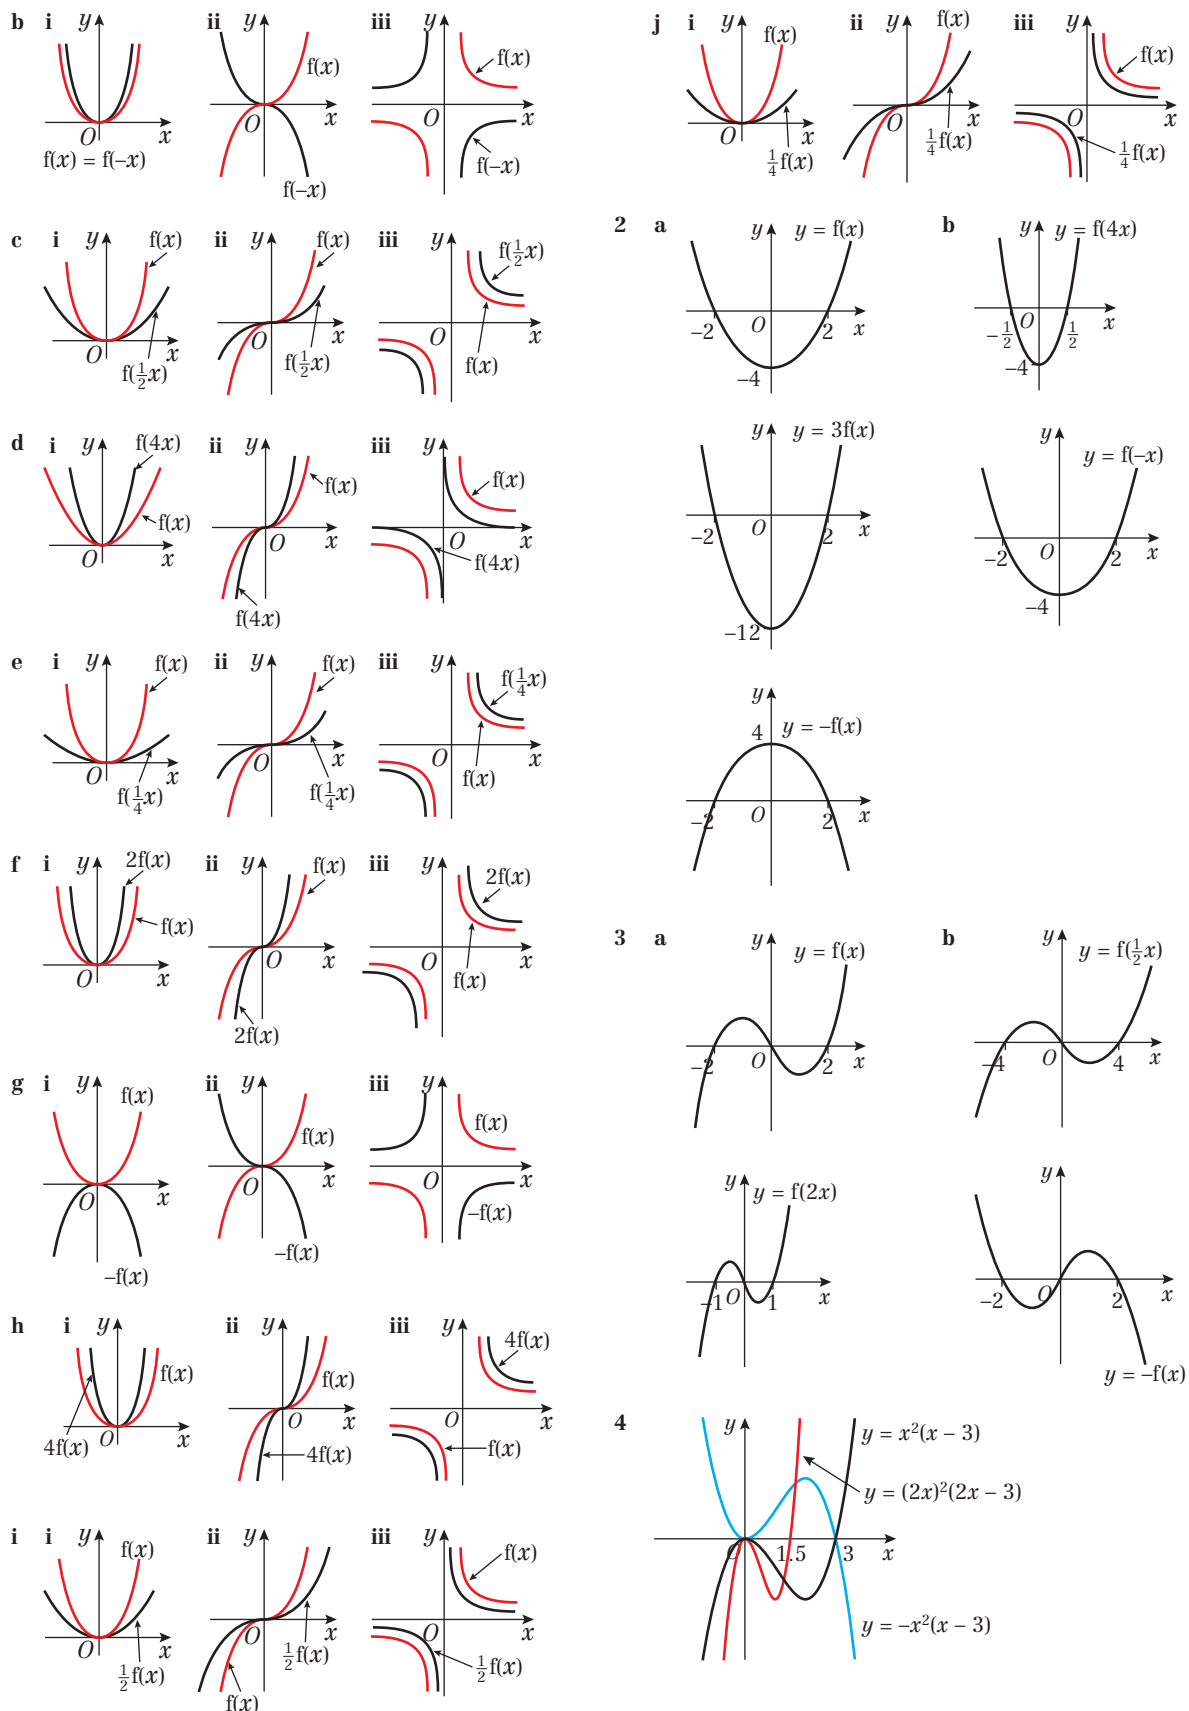 b i y O x f(x) = f(−x)
ii y f(x) O x f(−x)
iii y f(x) O x f(−x)
c i y f(x) O x f(½x)
ii y f(x) O x f(½x)
iii y f(½x) O x f(x)
d i y f(4x) f(x) O x
ii y f(x) O x f(4x)
iii y f(x) O x f(4x)
e i y f(x) O x f(¼x)
ii y f(x) O x f(¼x)
iii y f(¼x) O x f(x)
f i y 2f(x) f(x) O x
ii y f(x) O x 2f(x)
iii y 2f(x) O x f(x)
g i y f(x) O x −f(x)
ii y f(x) O x −f(x)
iii y f(x) O x −f(x)
h i y f(x) 4f(x) O x
ii y f(x) O x 4f(x)
iii y 4f(x) O x f(x)
i i y f(x) O x ½f(x)
ii y O x ½f(x) f(x)
iii y f(x) O x ½f(x)
j i y f(x) O x ¼f(x)
ii y f(x) O x ¼f(x)
iii y f(x) O x ¼f(x)
2 a y y = f(x) −2 O 2 x −4
y y = 3f(x) −2 O 2 x −12
y 4 y = −f(x) −2 O 2 x
b y y = f(4x) −½ O ½ x −4
y y = f(−x) −2 O 2 x −4
3 a y y = f(x) −2 O 2 x
y y = f(2x) −1 O 1 x
b y y = f(½x) −4 O 4 x
y −2 O 2 x y = −f(x)
4 y y = x²(x − 3)
y = (2x)²(2x − 3)
O 1.5 3 x
y = −x²(x − 3)